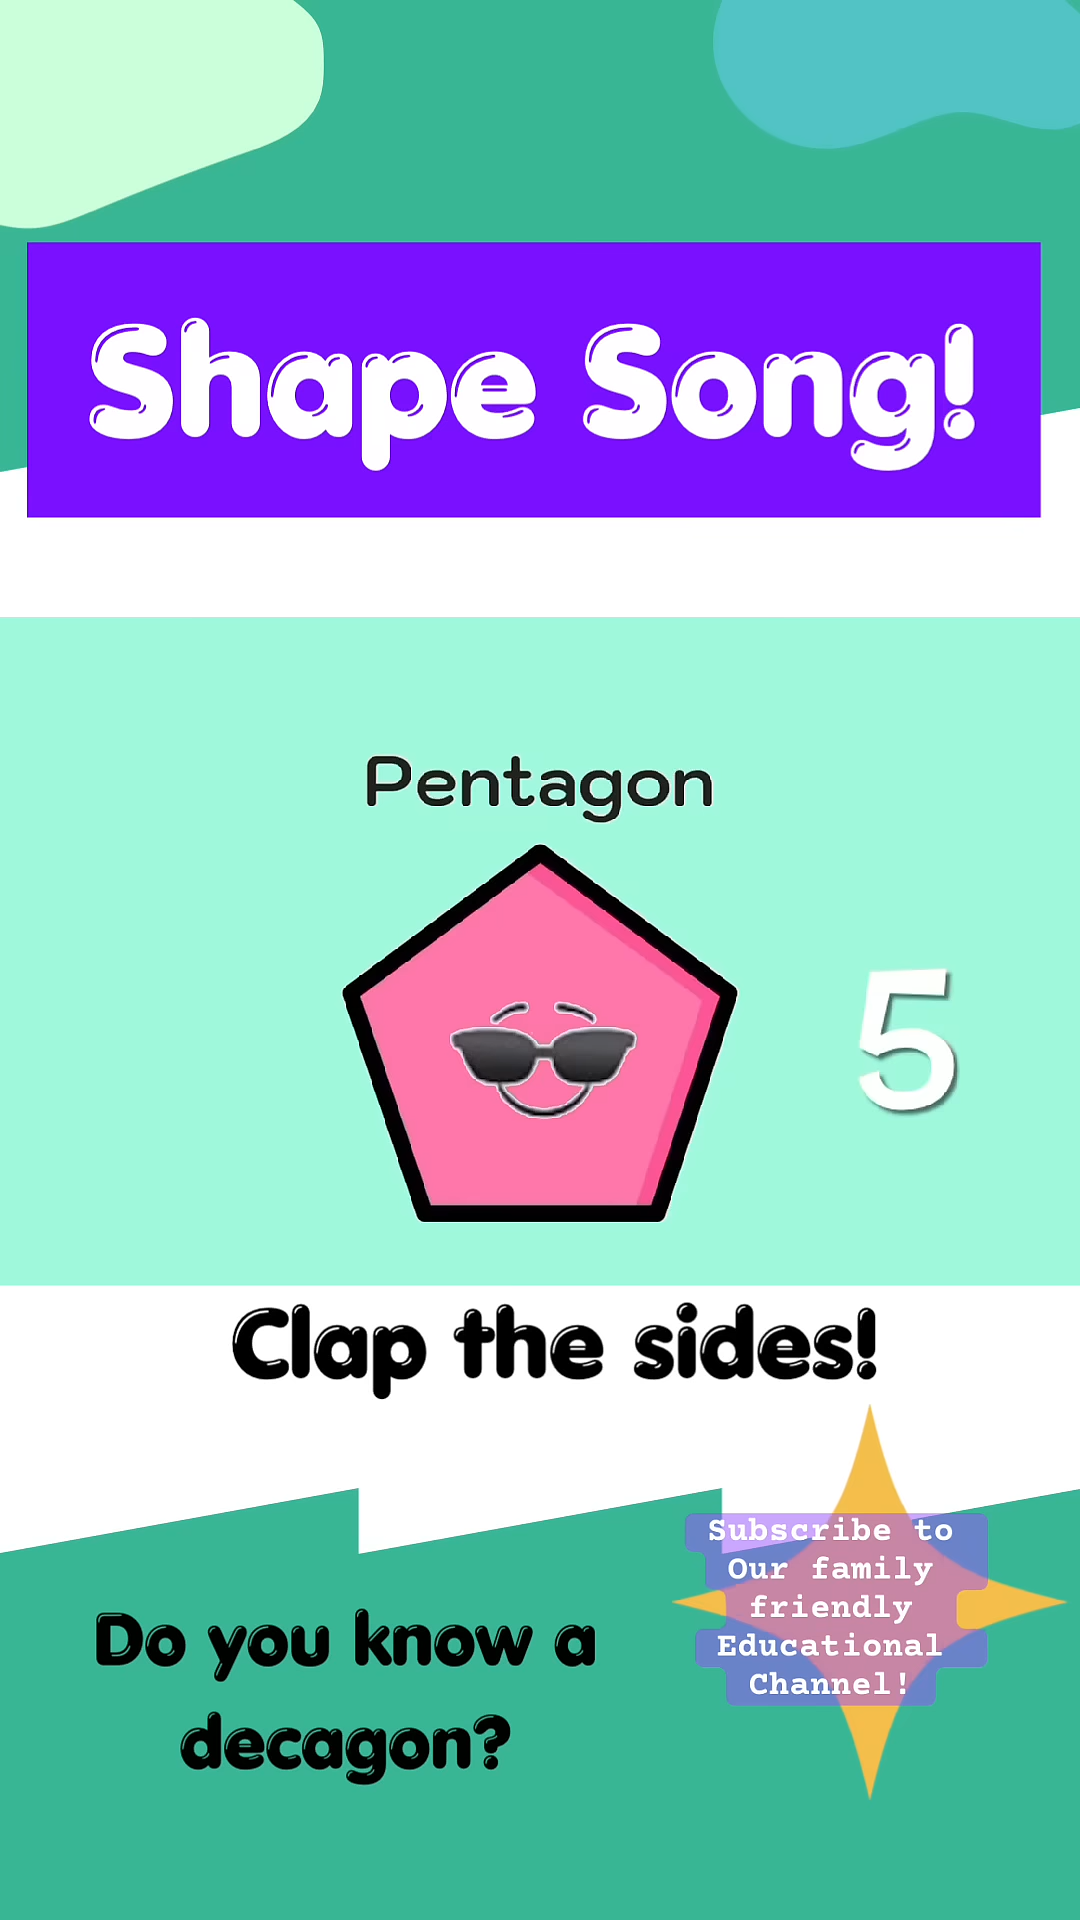 Shape Song!
Pentagon
5
Clap the sides!
Subscribe to
Our family
friendly
Educational
Channel!
Do you know a
decagon?